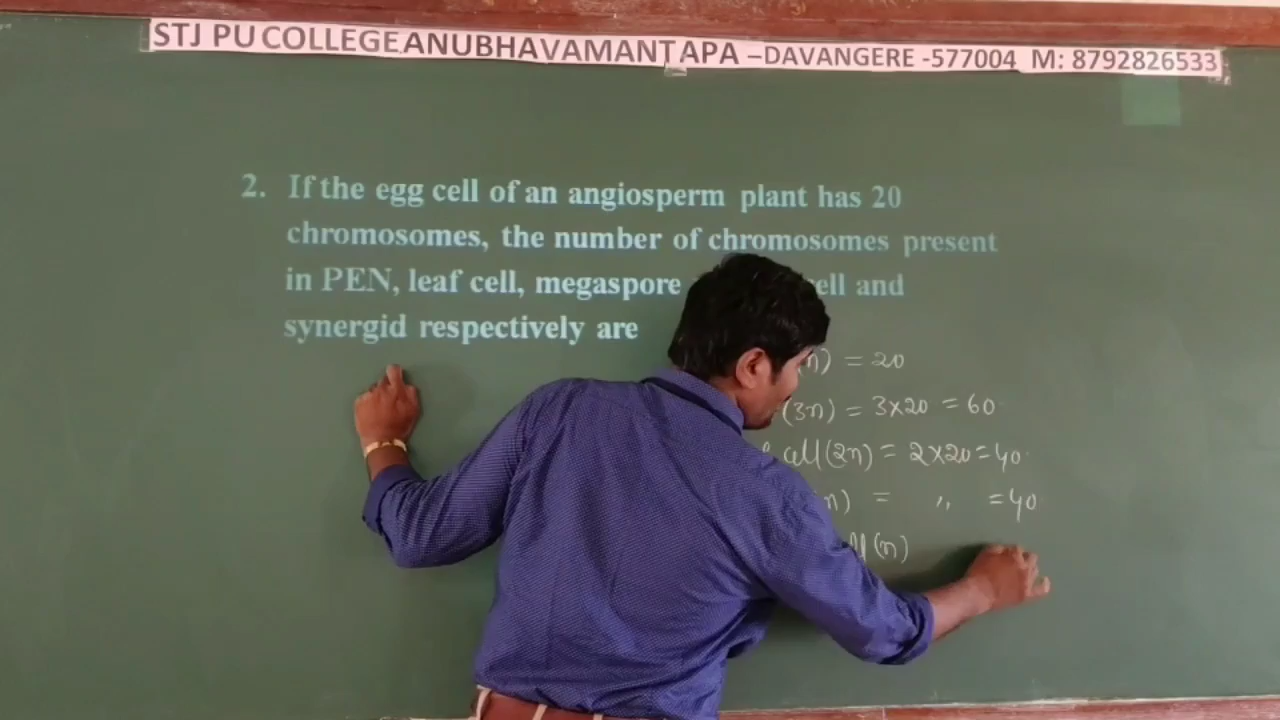 STJ PU COLLEGE ANUBHAVAMANTAPA –DAVANGERE -577004 M: 8792826533
2. If the egg cell of an angiosperm plant has 20
chromosomes, the number of chromosomes present
in PEN, leaf cell, megaspore ell and
synergid respectively are
n) = 20
(3n) = 3×20 = 60
cell (2n) = 2×20 = 40
n) = ,, = 40
ll (n)